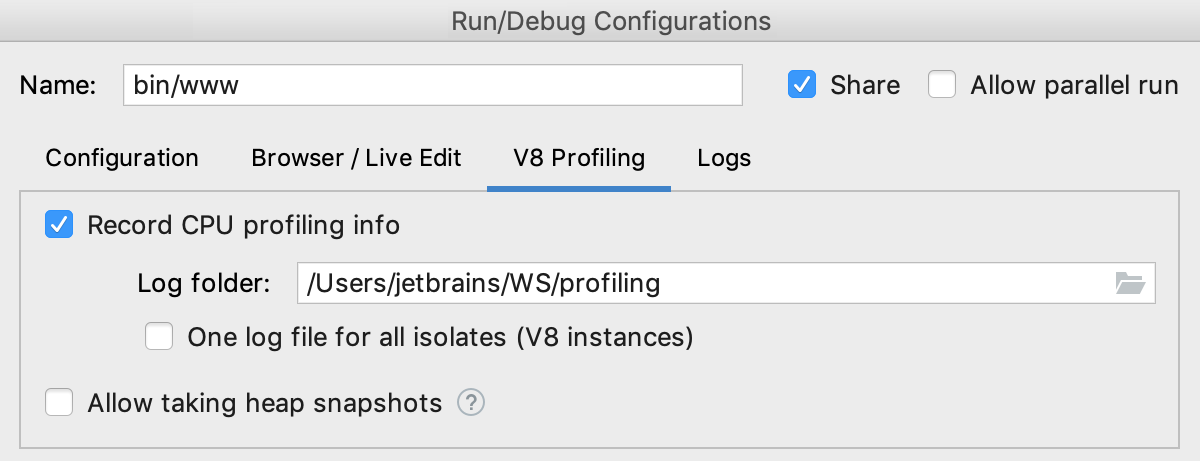 Run/Debug Configurations
Name: bin/www Share Allow parallel run
Configuration Browser / Live Edit V8 Profiling Logs
Record CPU profiling info
Log folder: /Users/jetbrains/WS/profiling
One log file for all isolates (V8 instances)
Allow taking heap snapshots ?